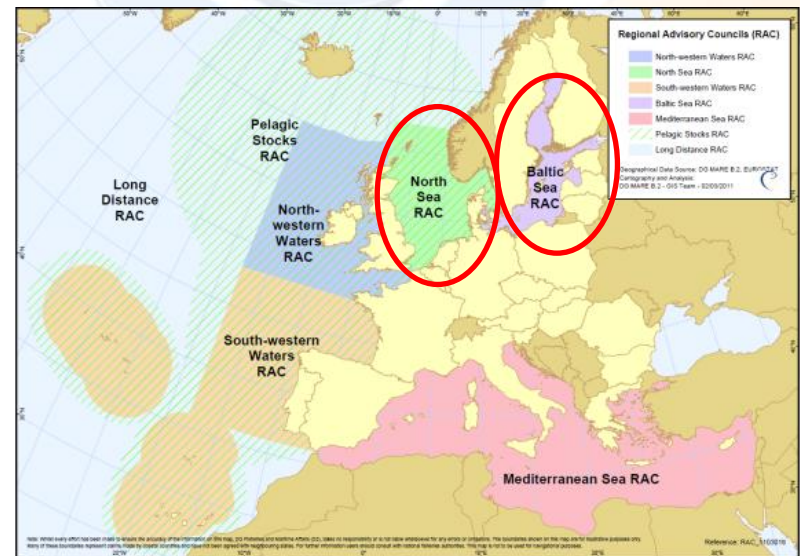 Regional Advisory Councils (RAC)
North-western Waters RAC
North Sea RAC
South-western Waters RAC
Baltic Sea RAC
Mediterranean Sea RAC
Pelagic Stocks RAC
Long Distance RAC
Geographical Data Source: DG MARE B.2, EUROSTAT
Cartography and Analysis:
DG MARE B.2 - GIS Team - 02/03/2011
Pelagic
Stocks
RAC
Long
Distance
RAC
North-
western
Waters
RAC
North
Sea
RAC
Baltic
Sea
RAC
South-western
Waters
RAC
Mediterranean Sea RAC